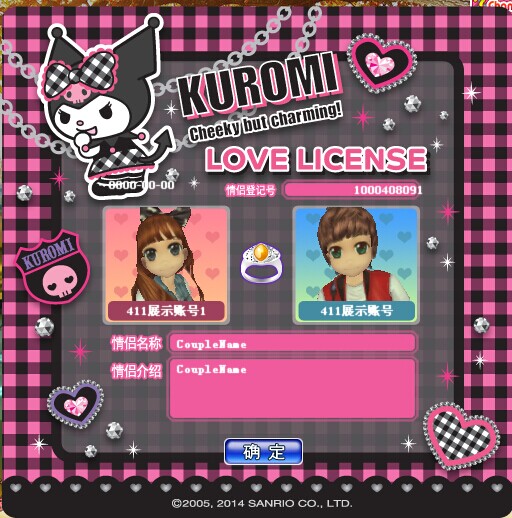 KUROMI
Cheeky but charming!
LOVE LICENSE
0000-00-00
情侣登记号 1000408091
KUROMI
411展示账号1
411展示账号
情侣名称 CoupleName
情侣介绍 CoupleName
确 定
©2005, 2014 SANRIO CO., LTD.